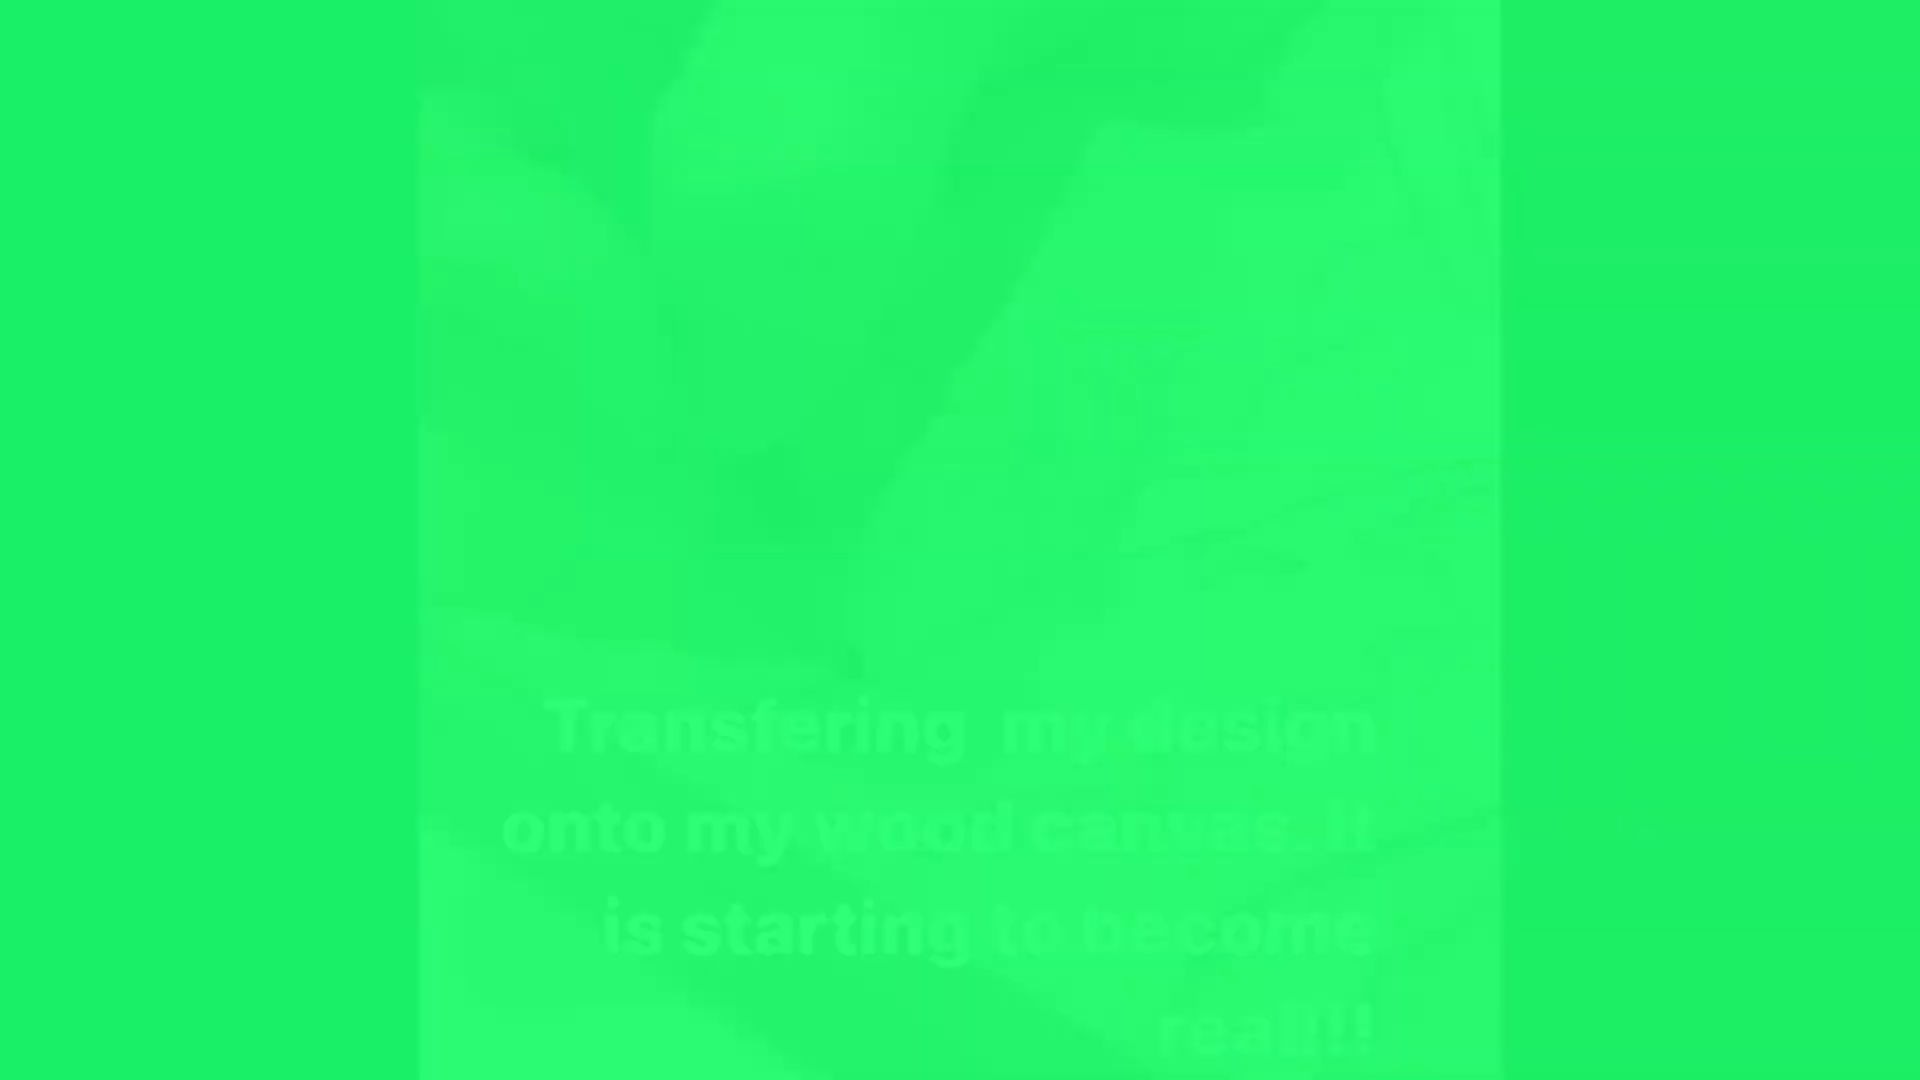 Transfering my design
onto my wood canvas. It
is starting to become
real!!!